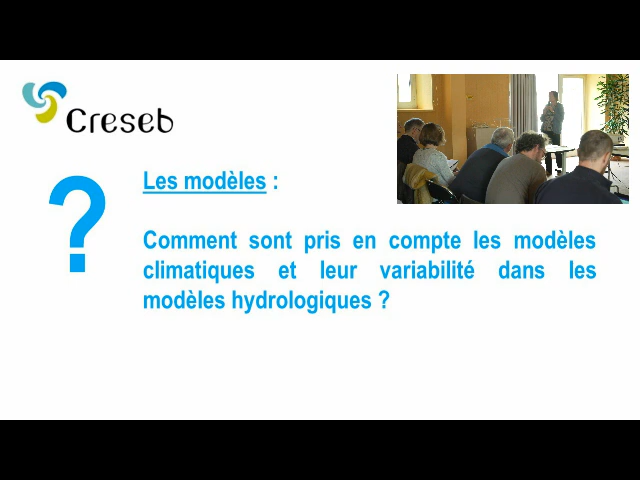 Creseb
?
Les modèles :
Comment sont pris en compte les modèles
climatiques et leur variabilité dans les
modèles hydrologiques ?